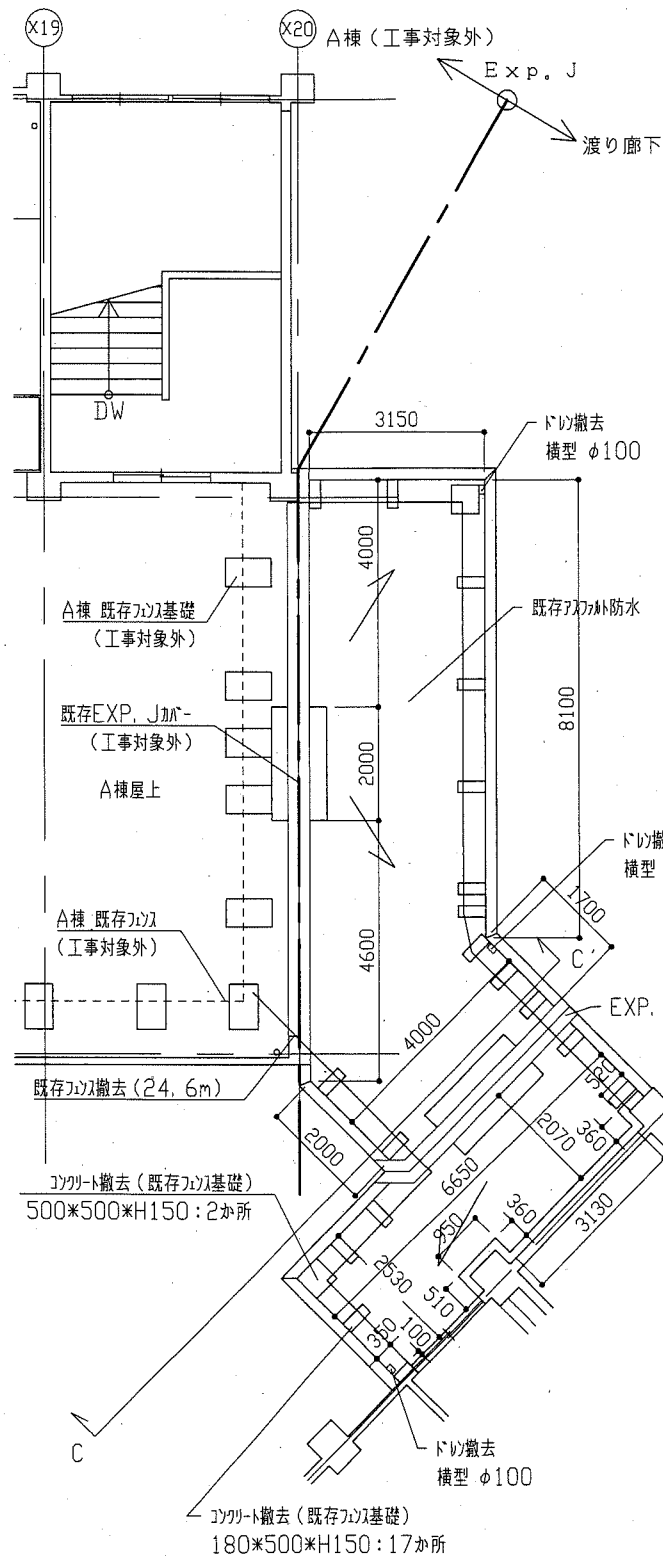 X19
X20
A棟（工事対象外）
Exp. J
渡り廊下
DW
3150
ドレン撤去
横型 φ100
4000
A棟 既存フェンス基礎
（工事対象外）
既存アスファルト防水
既存EXP. Jカバー
（工事対象外）
8100
2000
A棟屋上
ドレン撤
横型
1700
A棟 既存フェンス
（工事対象外）
4600
C'
EXP.
4000
既存フェンス撤去（24, 6m）
520
2000
2070
360
コンクリート撤去（既存フェンス基礎）
500*500*H150：2か所
6650
360
3130
950
2530
510
350
100
C
ドレン撤去
横型 φ100
コンクリート撤去（既存フェンス基礎）
180*500*H150：17か所